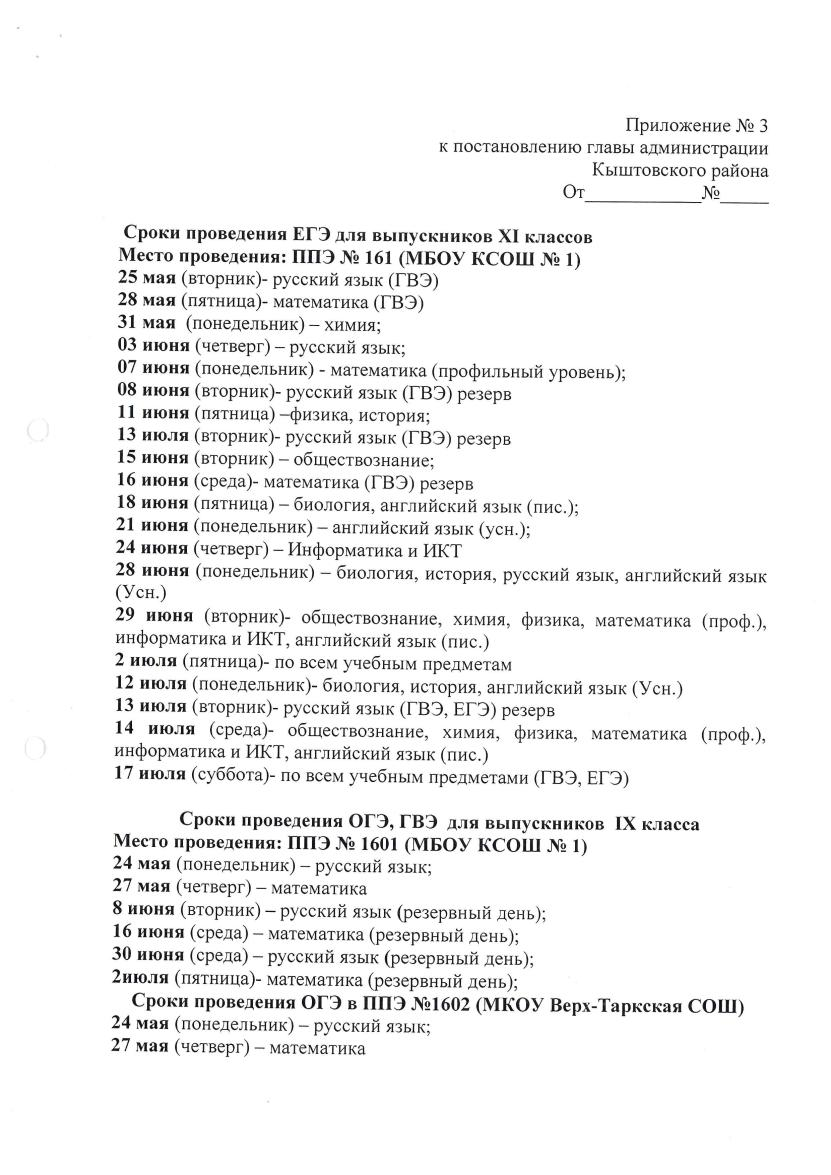 Приложение № 3
к постановлению главы администрации
Кыштовского района
От____________№_____
Сроки проведения ЕГЭ для выпускников XI классов
Место проведения: ППЭ № 161 (МБОУ КСОШ № 1)
25 мая (вторник)- русский язык (ГВЭ)
28 мая (пятница)- математика (ГВЭ)
31 мая (понедельник) – химия;
03 июня (четверг) – русский язык;
07 июня (понедельник) - математика (профильный уровень);
08 июня (вторник)- русский язык (ГВЭ) резерв
11 июня (пятница) –физика, история;
13 июля (вторник)- русский язык (ГВЭ) резерв
15 июня (вторник) – обществознание;
16 июня (среда)- математика (ГВЭ) резерв
18 июня (пятница) – биология, английский язык (пис.);
21 июня (понедельник) – английский язык (усн.);
24 июня (четверг) – Информатика и ИКТ
28 июня (понедельник) – биология, история, русский язык, английский язык
(Усн.)
29 июня (вторник)- обществознание, химия, физика, математика (проф.),
информатика и ИКТ, английский язык (пис.)
2 июля (пятница)- по всем учебным предметам
12 июля (понедельник)- биология, история, английский язык (Усн.)
13 июля (вторник)- русский язык (ГВЭ, ЕГЭ) резерв
14 июля (среда)- обществознание, химия, физика, математика (проф.),
информатика и ИКТ, английский язык (пис.)
17 июля (суббота)- по всем учебным предметами (ГВЭ, ЕГЭ)
Сроки проведения ОГЭ, ГВЭ для выпускников IX класса
Место проведения: ППЭ № 1601 (МБОУ КСОШ № 1)
24 мая (понедельник) – русский язык;
27 мая (четверг) – математика
8 июня (вторник) – русский язык (резервный день);
16 июня (среда) – математика (резервный день);
30 июня (среда) – русский язык (резервный день);
2июля (пятница)- математика (резервный день);
Сроки проведения ОГЭ в ППЭ №1602 (МКОУ Верх-Таркская СОШ)
24 мая (понедельник) – русский язык;
27 мая (четверг) – математика